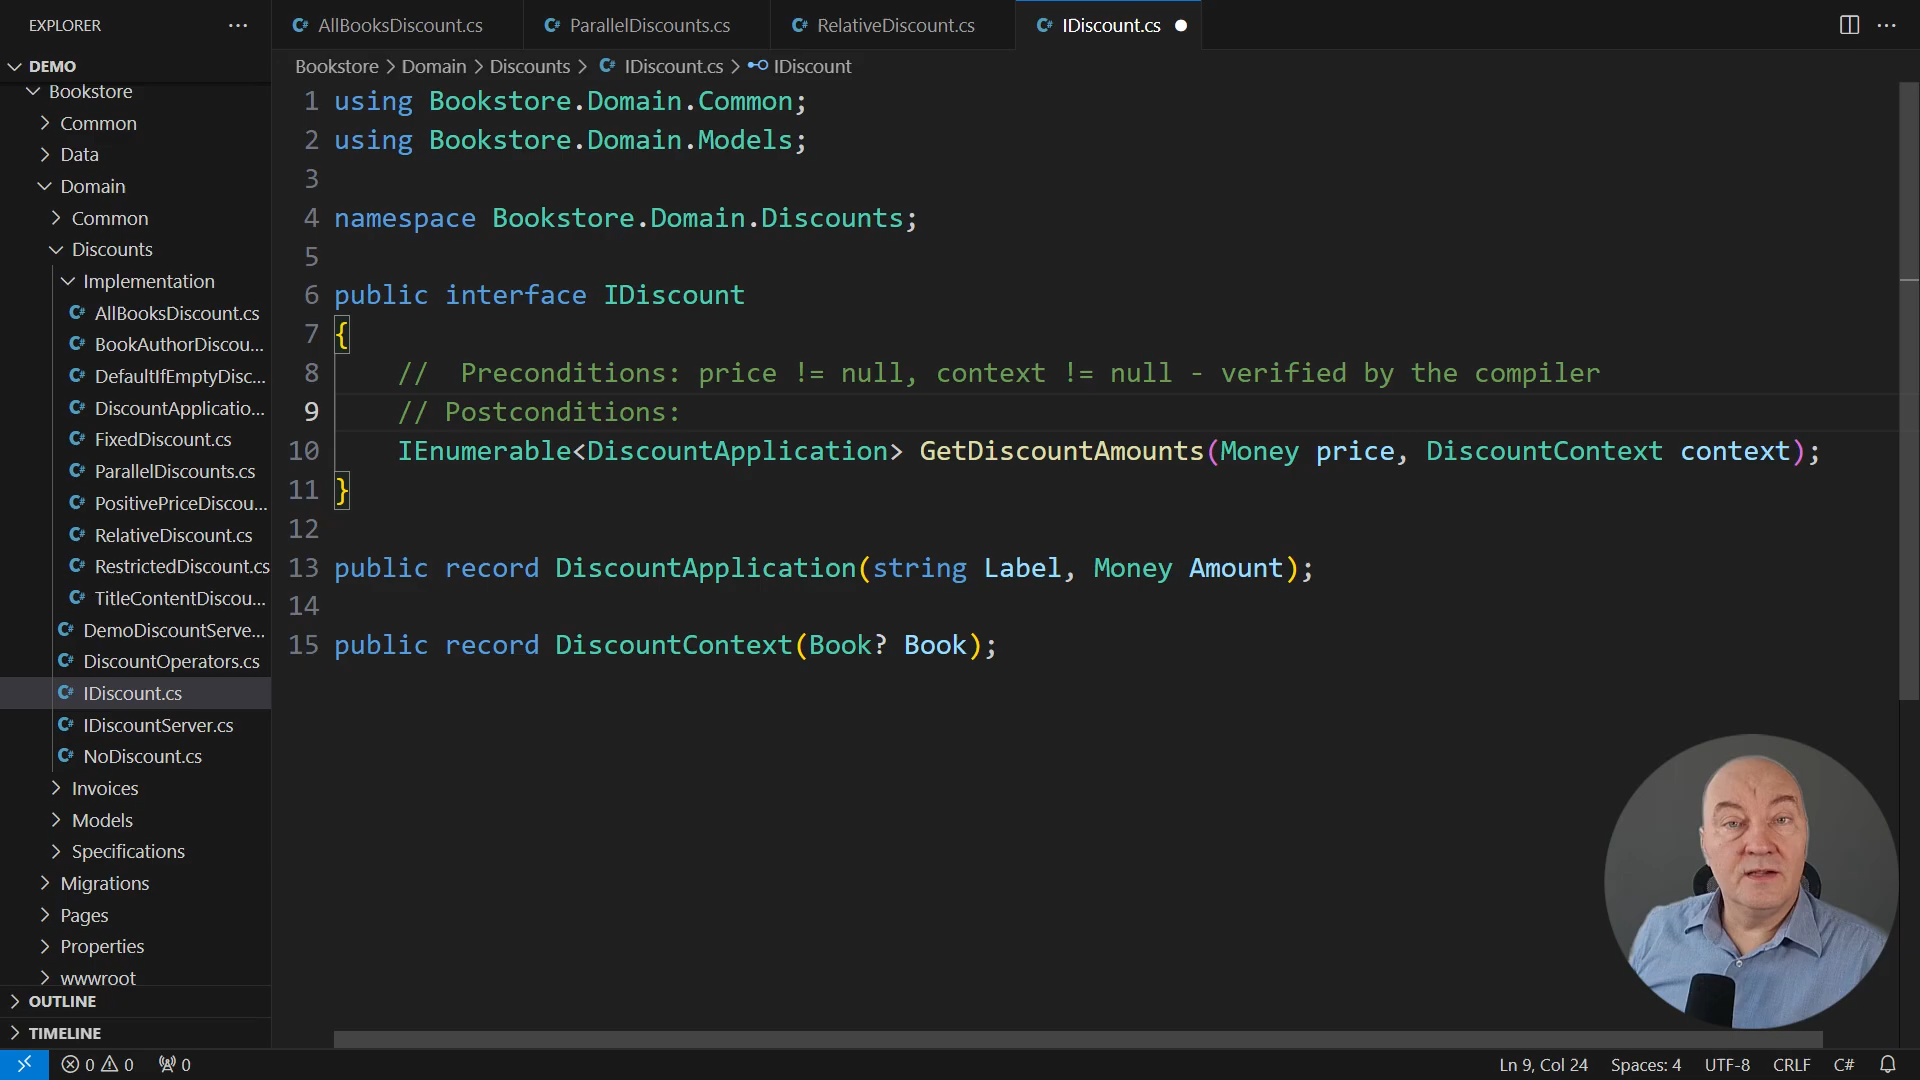 EXPLORER
DEMO
Bookstore
Common
Data
Domain
Common
Discounts
Implementation
AllBooksDiscount.cs
BookAuthorDiscou...
DefaultIfEmptyDisc...
DiscountApplicatio...
FixedDiscount.cs
ParallelDiscounts.cs
PositivePriceDiscou...
RelativeDiscount.cs
RestrictedDiscount.cs
TitleContentDiscou...
DemoDiscountServe...
DiscountOperators.cs
IDiscount.cs
IDiscountServer.cs
NoDiscount.cs
Invoices
Models
Specifications
Migrations
Pages
Properties
wwwroot
OUTLINE
TIMELINE
AllBooksDiscount.cs ParallelDiscounts.cs RelativeDiscount.cs IDiscount.cs
Bookstore > Domain > Discounts > IDiscount.cs > IDiscount
1 using Bookstore.Domain.Common;
2 using Bookstore.Domain.Models;
3
4 namespace Bookstore.Domain.Discounts;
5
6 public interface IDiscount
7 {
8 //  Preconditions: price != null, context != null - verified by the compiler
9 // Postconditions:
10 IEnumerable<DiscountApplication> GetDiscountAmounts(Money price, DiscountContext context);
11 }
12
13 public record DiscountApplication(string Label, Money Amount);
14
15 public record DiscountContext(Book? Book);
0 0 0 Ln 9, Col 24 Spaces: 4 UTF-8 CRLF C#